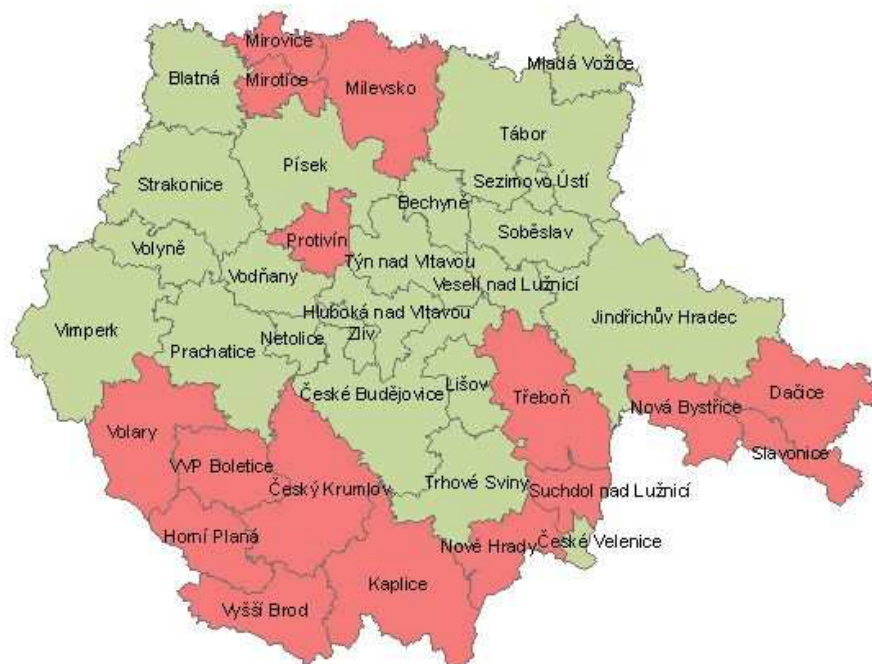 Mirovice
Mladá Vožice
Blatná
Mirotice
Milevsko
Tábor
Písek
Strakonice
Sezimovo Ústí
Bechyně
Soběslav
Protivín
Volyně
Týn nad Vltavou
Vodňany
Veselí nad Lužnicí
Hluboká nad Vltavou
Jindřichův Hradec
Vimperk
Netolice
Zliv
Prachatice
České Budějovice
Lišov
Třeboň
Dačice
Nová Bystřice
Volary
Slavonice
VVP Boletice
Český Krumlov
Trhové Sviny
Suchdol nad Lužnicí
Horní Planá
Nové Hrady
České Velenice
Kaplice
Vyšší Brod